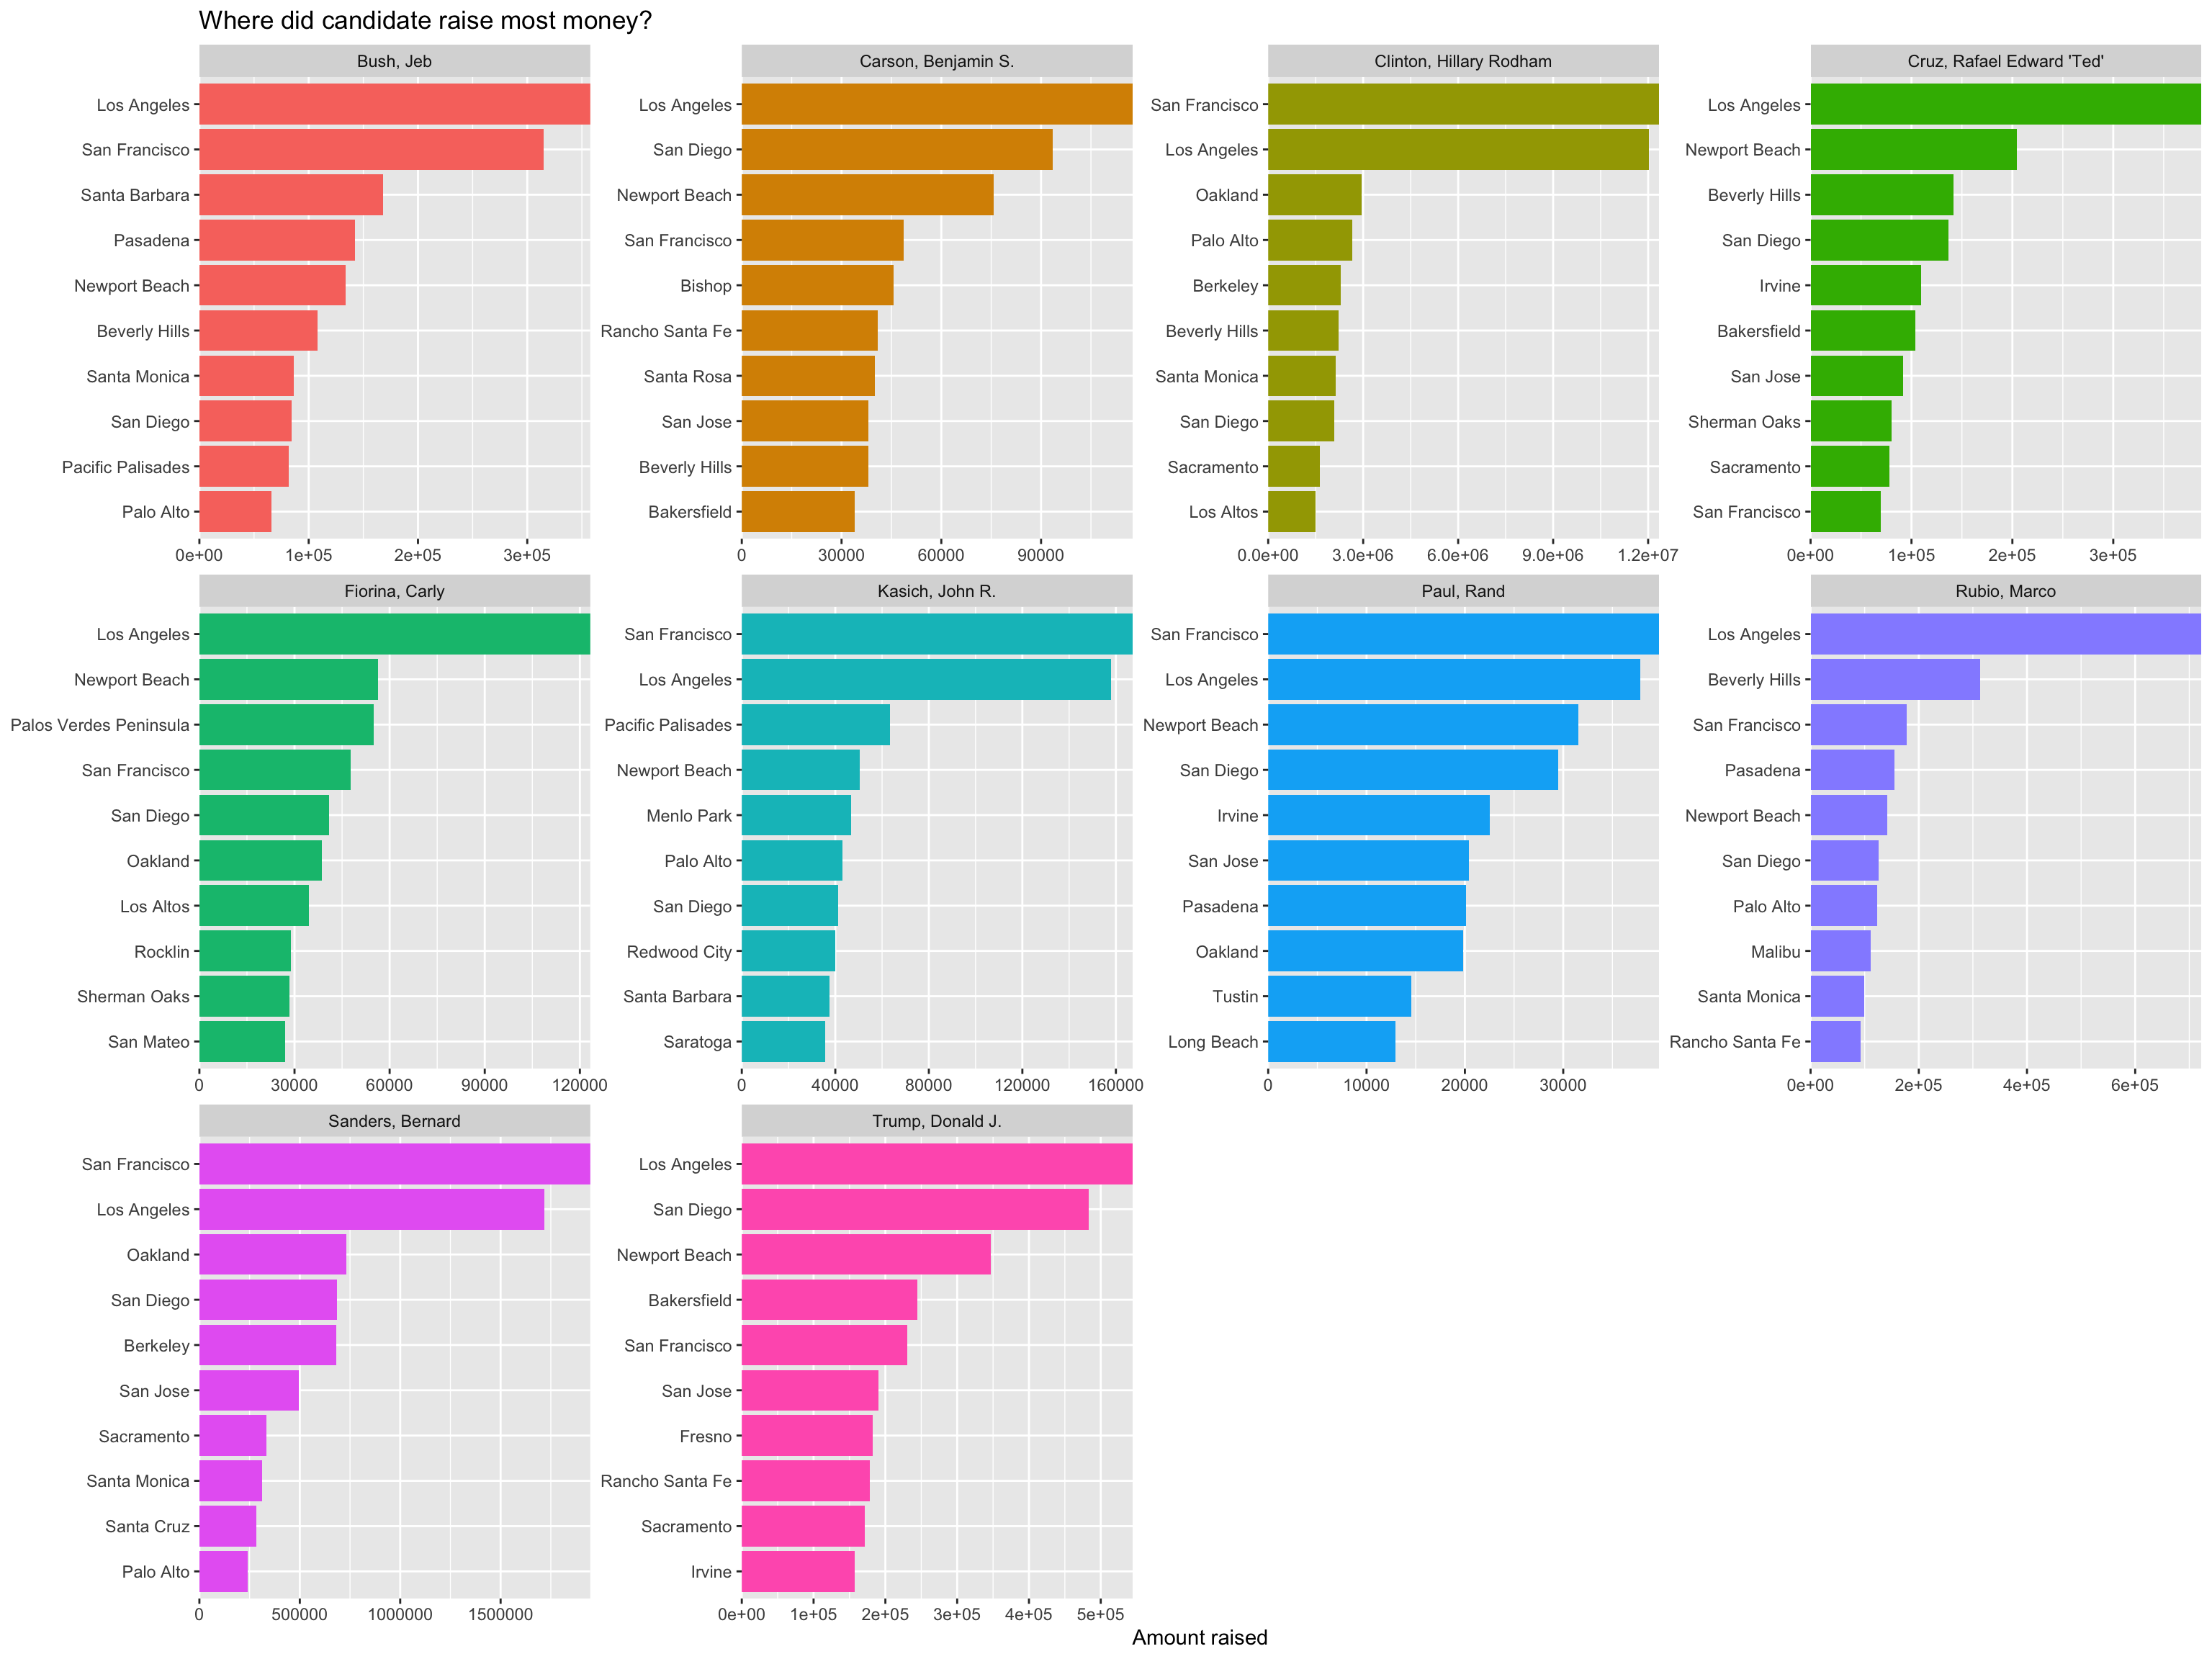 Where did candidate raise most money?
Bush, Jeb
Los Angeles
San Francisco
Santa Barbara
Pasadena
Newport Beach
Beverly Hills
Santa Monica
San Diego
Pacific Palisades
Palo Alto
0e+00 1e+05 2e+05 3e+05
Carson, Benjamin S.
Los Angeles
San Diego
Newport Beach
San Francisco
Bishop
Rancho Santa Fe
Santa Rosa
San Jose
Beverly Hills
Bakersfield
0 30000 60000 90000
Clinton, Hillary Rodham
San Francisco
Los Angeles
Oakland
Palo Alto
Berkeley
Beverly Hills
Santa Monica
San Diego
Sacramento
Los Altos
0.0e+00 3.0e+06 6.0e+06 9.0e+06 1.2e+07
Cruz, Rafael Edward 'Ted'
Los Angeles
Newport Beach
Beverly Hills
San Diego
Irvine
Bakersfield
San Jose
Sherman Oaks
Sacramento
San Francisco
0e+00 1e+05 2e+05 3e+05
Fiorina, Carly
Los Angeles
Newport Beach
Palos Verdes Peninsula
San Francisco
San Diego
Oakland
Los Altos
Rocklin
Sherman Oaks
San Mateo
0 30000 60000 90000 120000
Kasich, John R.
San Francisco
Los Angeles
Pacific Palisades
Newport Beach
Menlo Park
Palo Alto
San Diego
Redwood City
Santa Barbara
Saratoga
0 40000 80000 120000 160000
Paul, Rand
San Francisco
Los Angeles
Newport Beach
San Diego
Irvine
San Jose
Pasadena
Oakland
Tustin
Long Beach
0 10000 20000 30000
Rubio, Marco
Los Angeles
Beverly Hills
San Francisco
Pasadena
Newport Beach
San Diego
Palo Alto
Malibu
Santa Monica
Rancho Santa Fe
0e+00 2e+05 4e+05 6e+05
Sanders, Bernard
San Francisco
Los Angeles
Oakland
San Diego
Berkeley
San Jose
Sacramento
Santa Monica
Santa Cruz
Palo Alto
0 500000 1000000 1500000
Trump, Donald J.
Los Angeles
San Diego
Newport Beach
Bakersfield
San Francisco
San Jose
Fresno
Rancho Santa Fe
Sacramento
Irvine
0e+00 1e+05 2e+05 3e+05 4e+05 5e+05
Amount raised